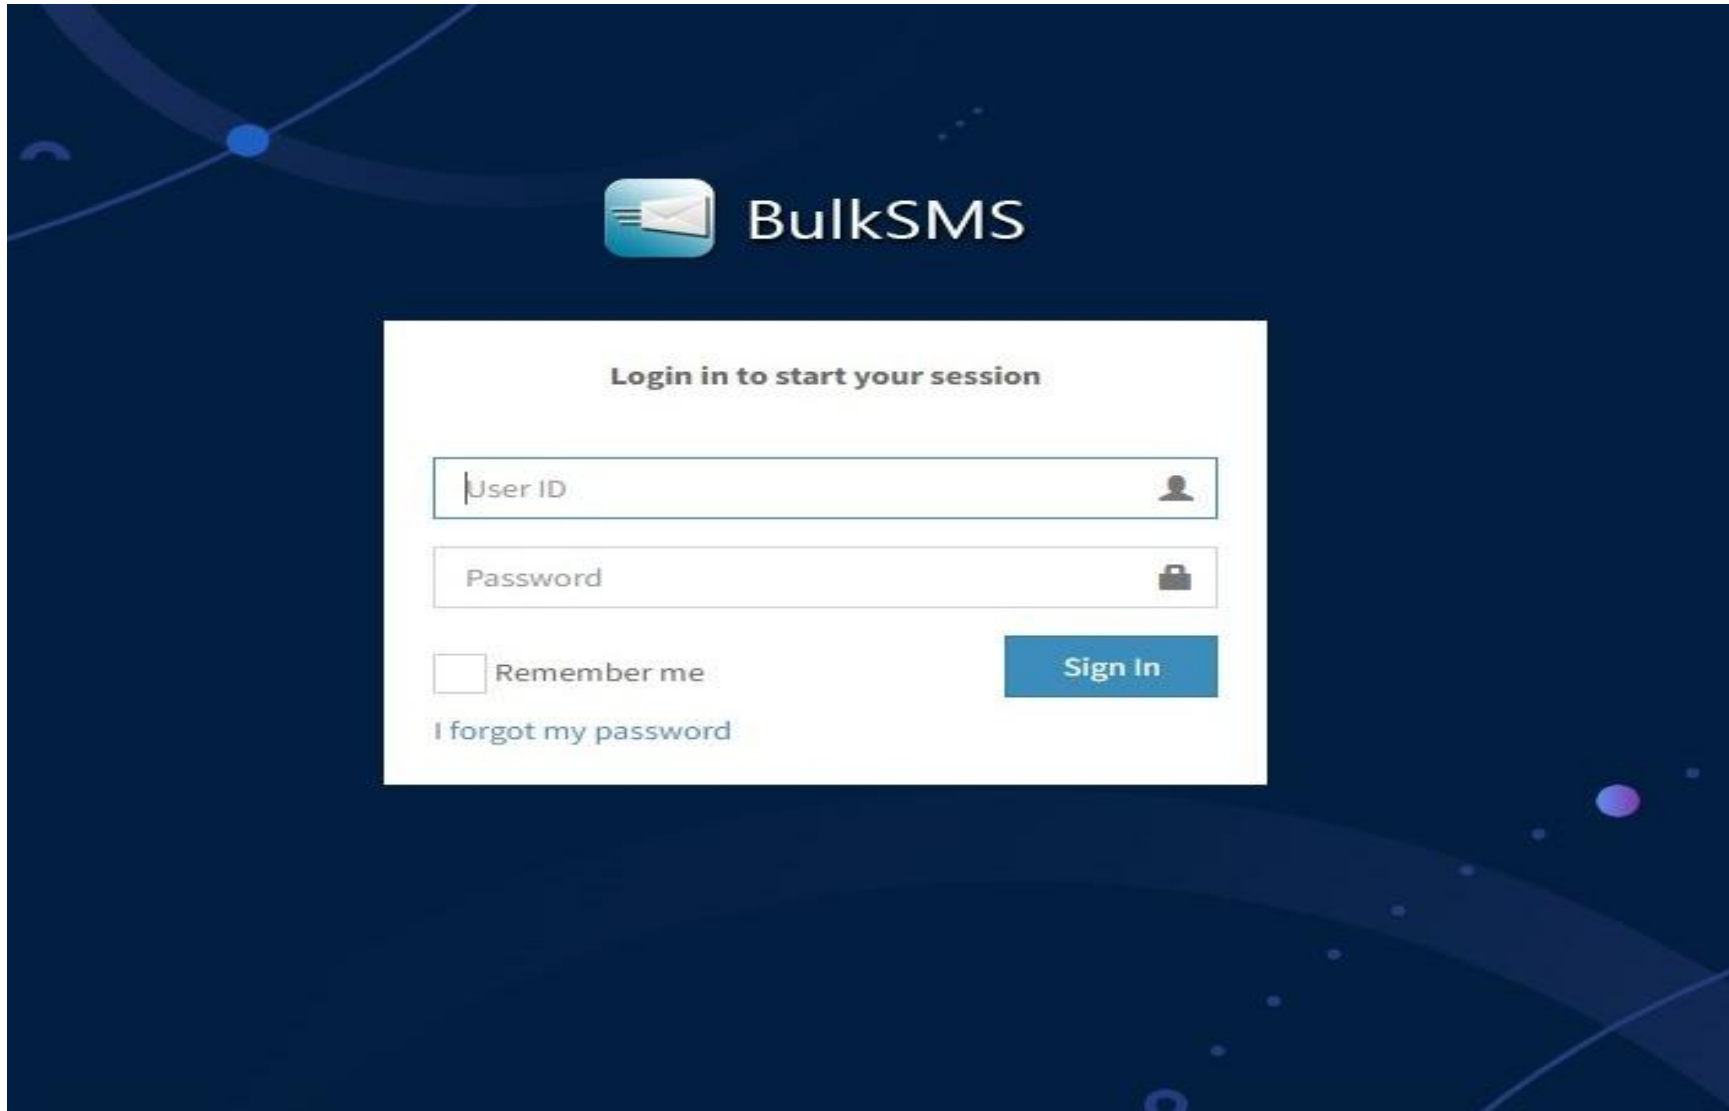 BulkSMS
Login in to start your session
User ID
Password
Remember me
Sign In
I forgot my password